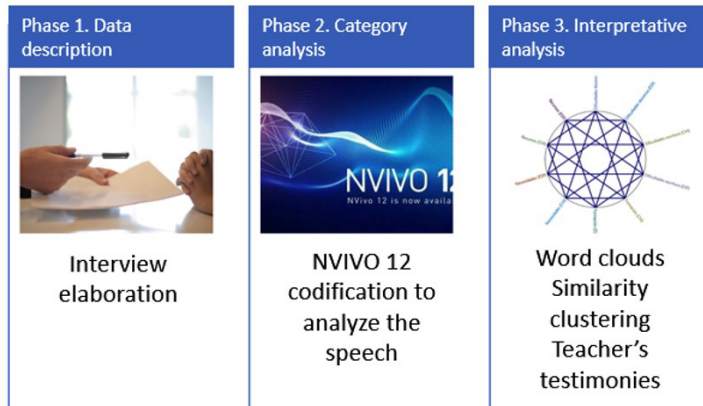 Phase 1. Data
description
Interview
elaboration
Phase 2. Category
analysis
NVIVO 12
NVivo 12 is now availa
NVIVO 12
codification to
analyze the
speech
Phase 3. Interpretative
analysis
Word clouds
Similarity
clustering
Teacher’s
testimonies